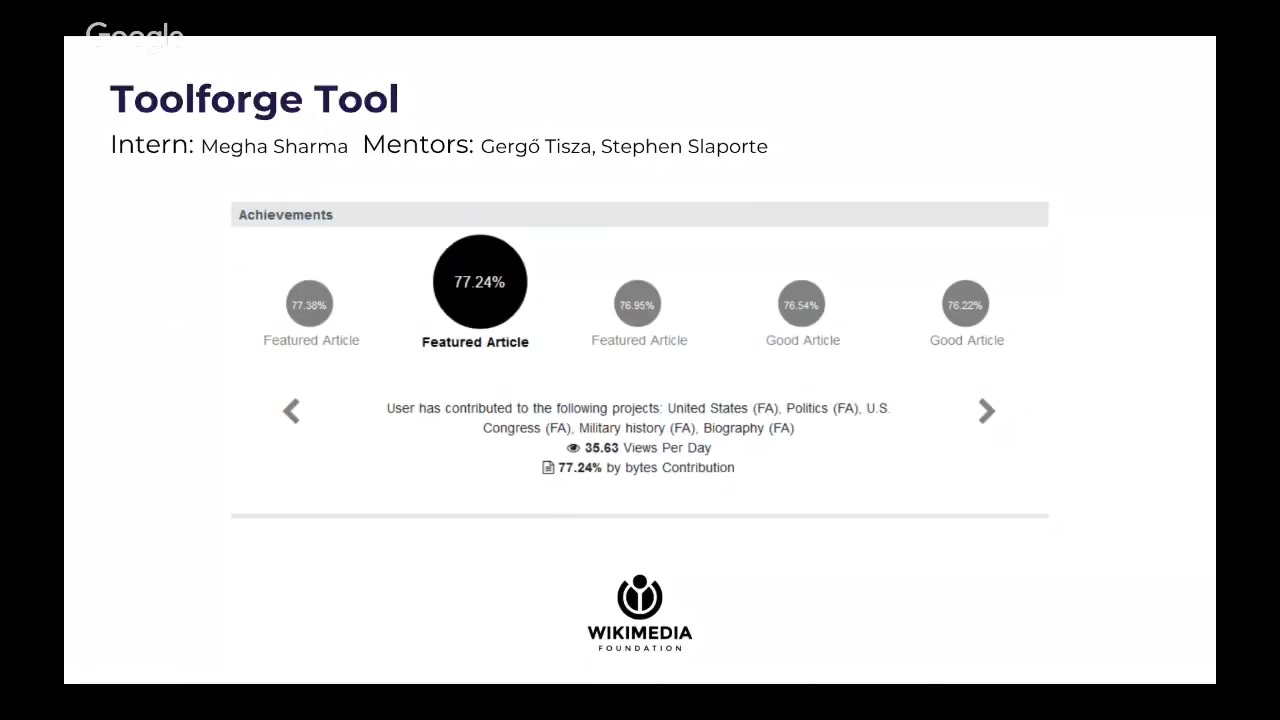 Google
Toolforge Tool
Intern: Megha Sharma Mentors: Gergő Tisza, Stephen Slaporte
Achievements
77.38% 77.24% 76.95% 76.54% 76.22%
Featured Article Featured Article Featured Article Good Article Good Article
User has contributed to the following projects: United States (FA), Politics (FA), U.S.
Congress (FA), Military history (FA), Biography (FA)
35.63 Views Per Day
77.24% by bytes Contribution
WIKIMEDIA
FOUNDATION